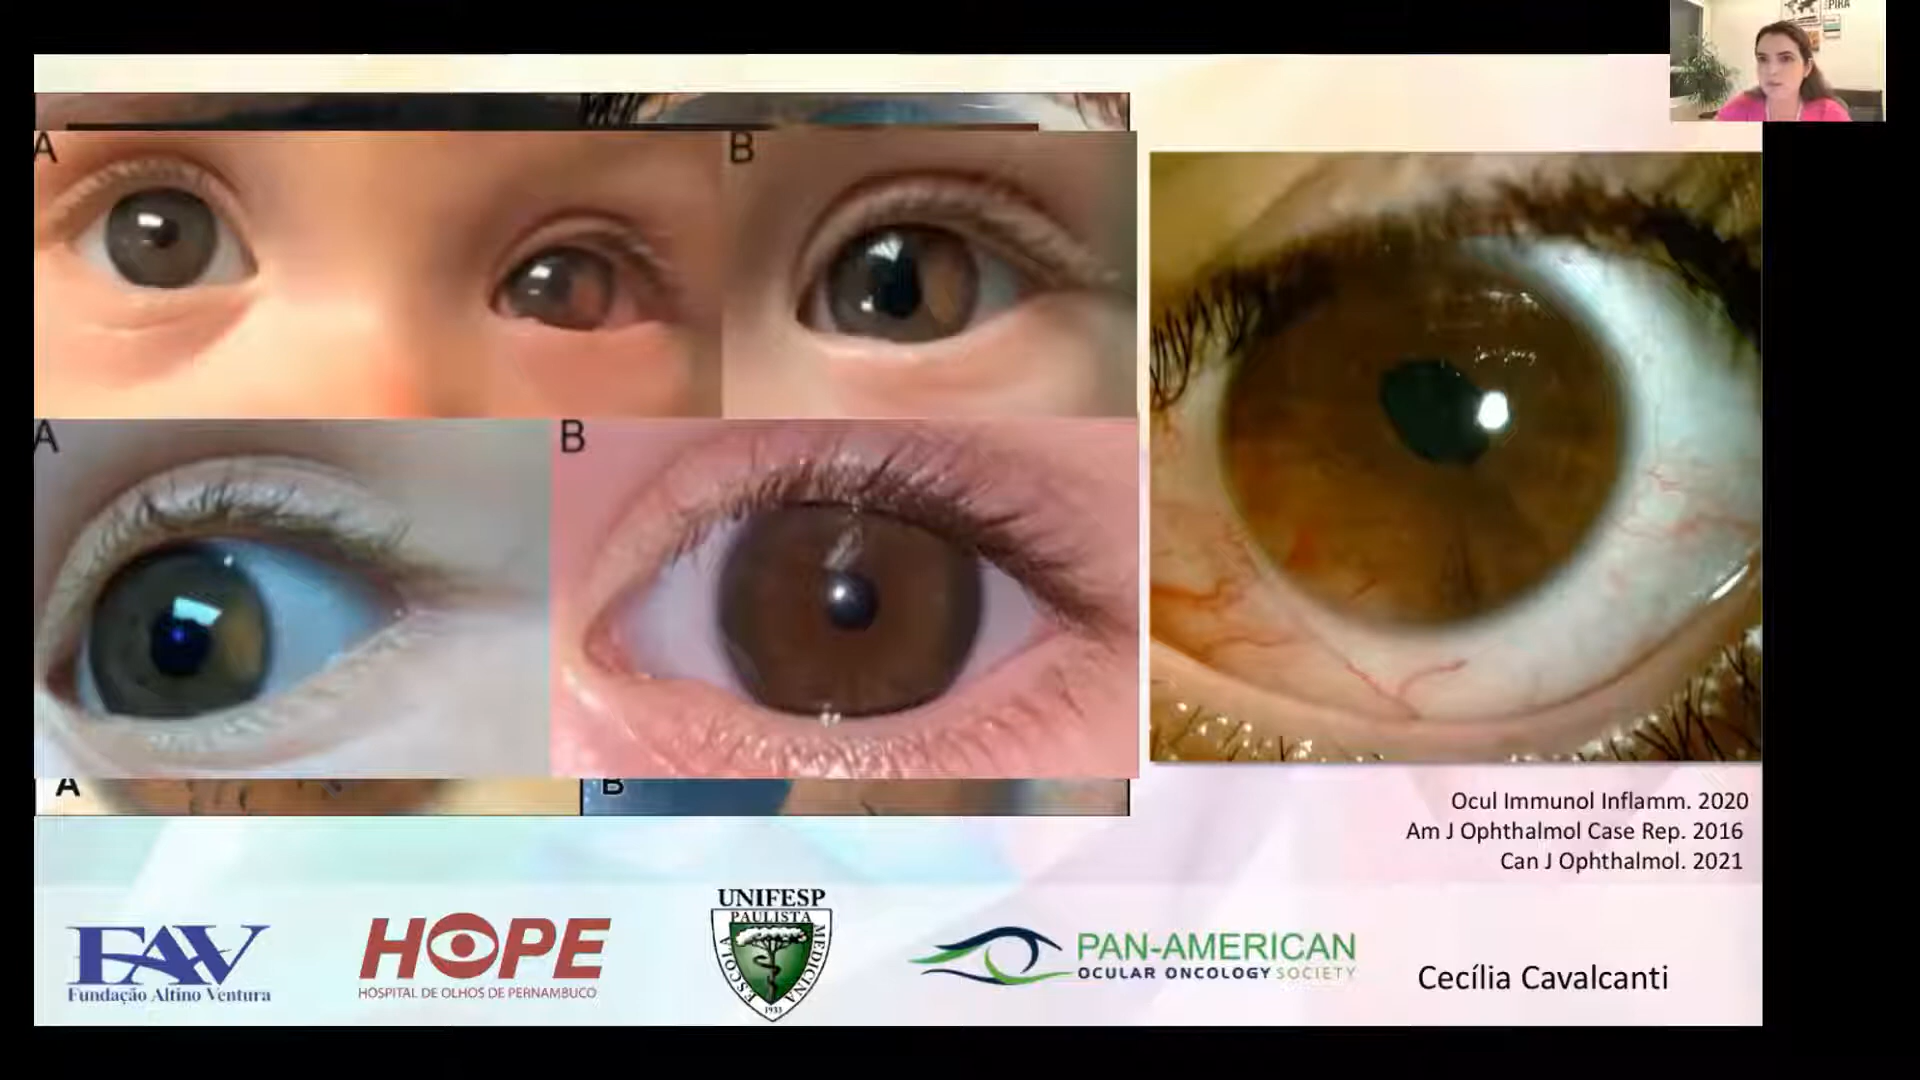 PIRA
A
B
A
B
A
B
Ocul Immunol Inflamm. 2020
Am J Ophthalmol Case Rep. 2016
Can J Ophthalmol. 2021
FAV
Fundação Altino Ventura
HOPE
HOSPITAL DE OLHOS DE PERNAMBUCO
UNIFESP
ESCOLA PAULISTA MEDICINA
1933
PAN-AMERICAN
OCULAR ONCOLOGY SOCIETY
Cecília Cavalcanti